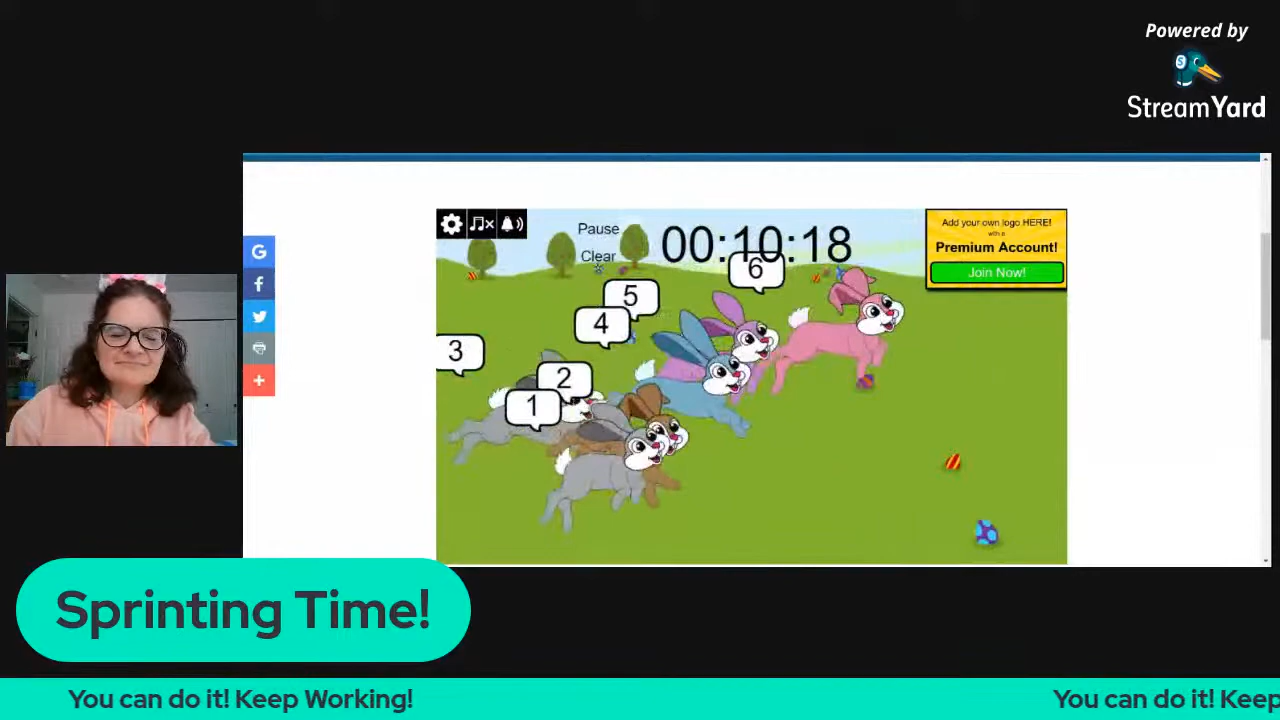 Powered by
StreamYard
Pause
Clear
00:10:18
Add your own logo HERE!
with a
Premium Account!
Join Now!
6
5
4
3
2
1
Sprinting Time!
You can do it! Keep Working!
You can do it! Keep